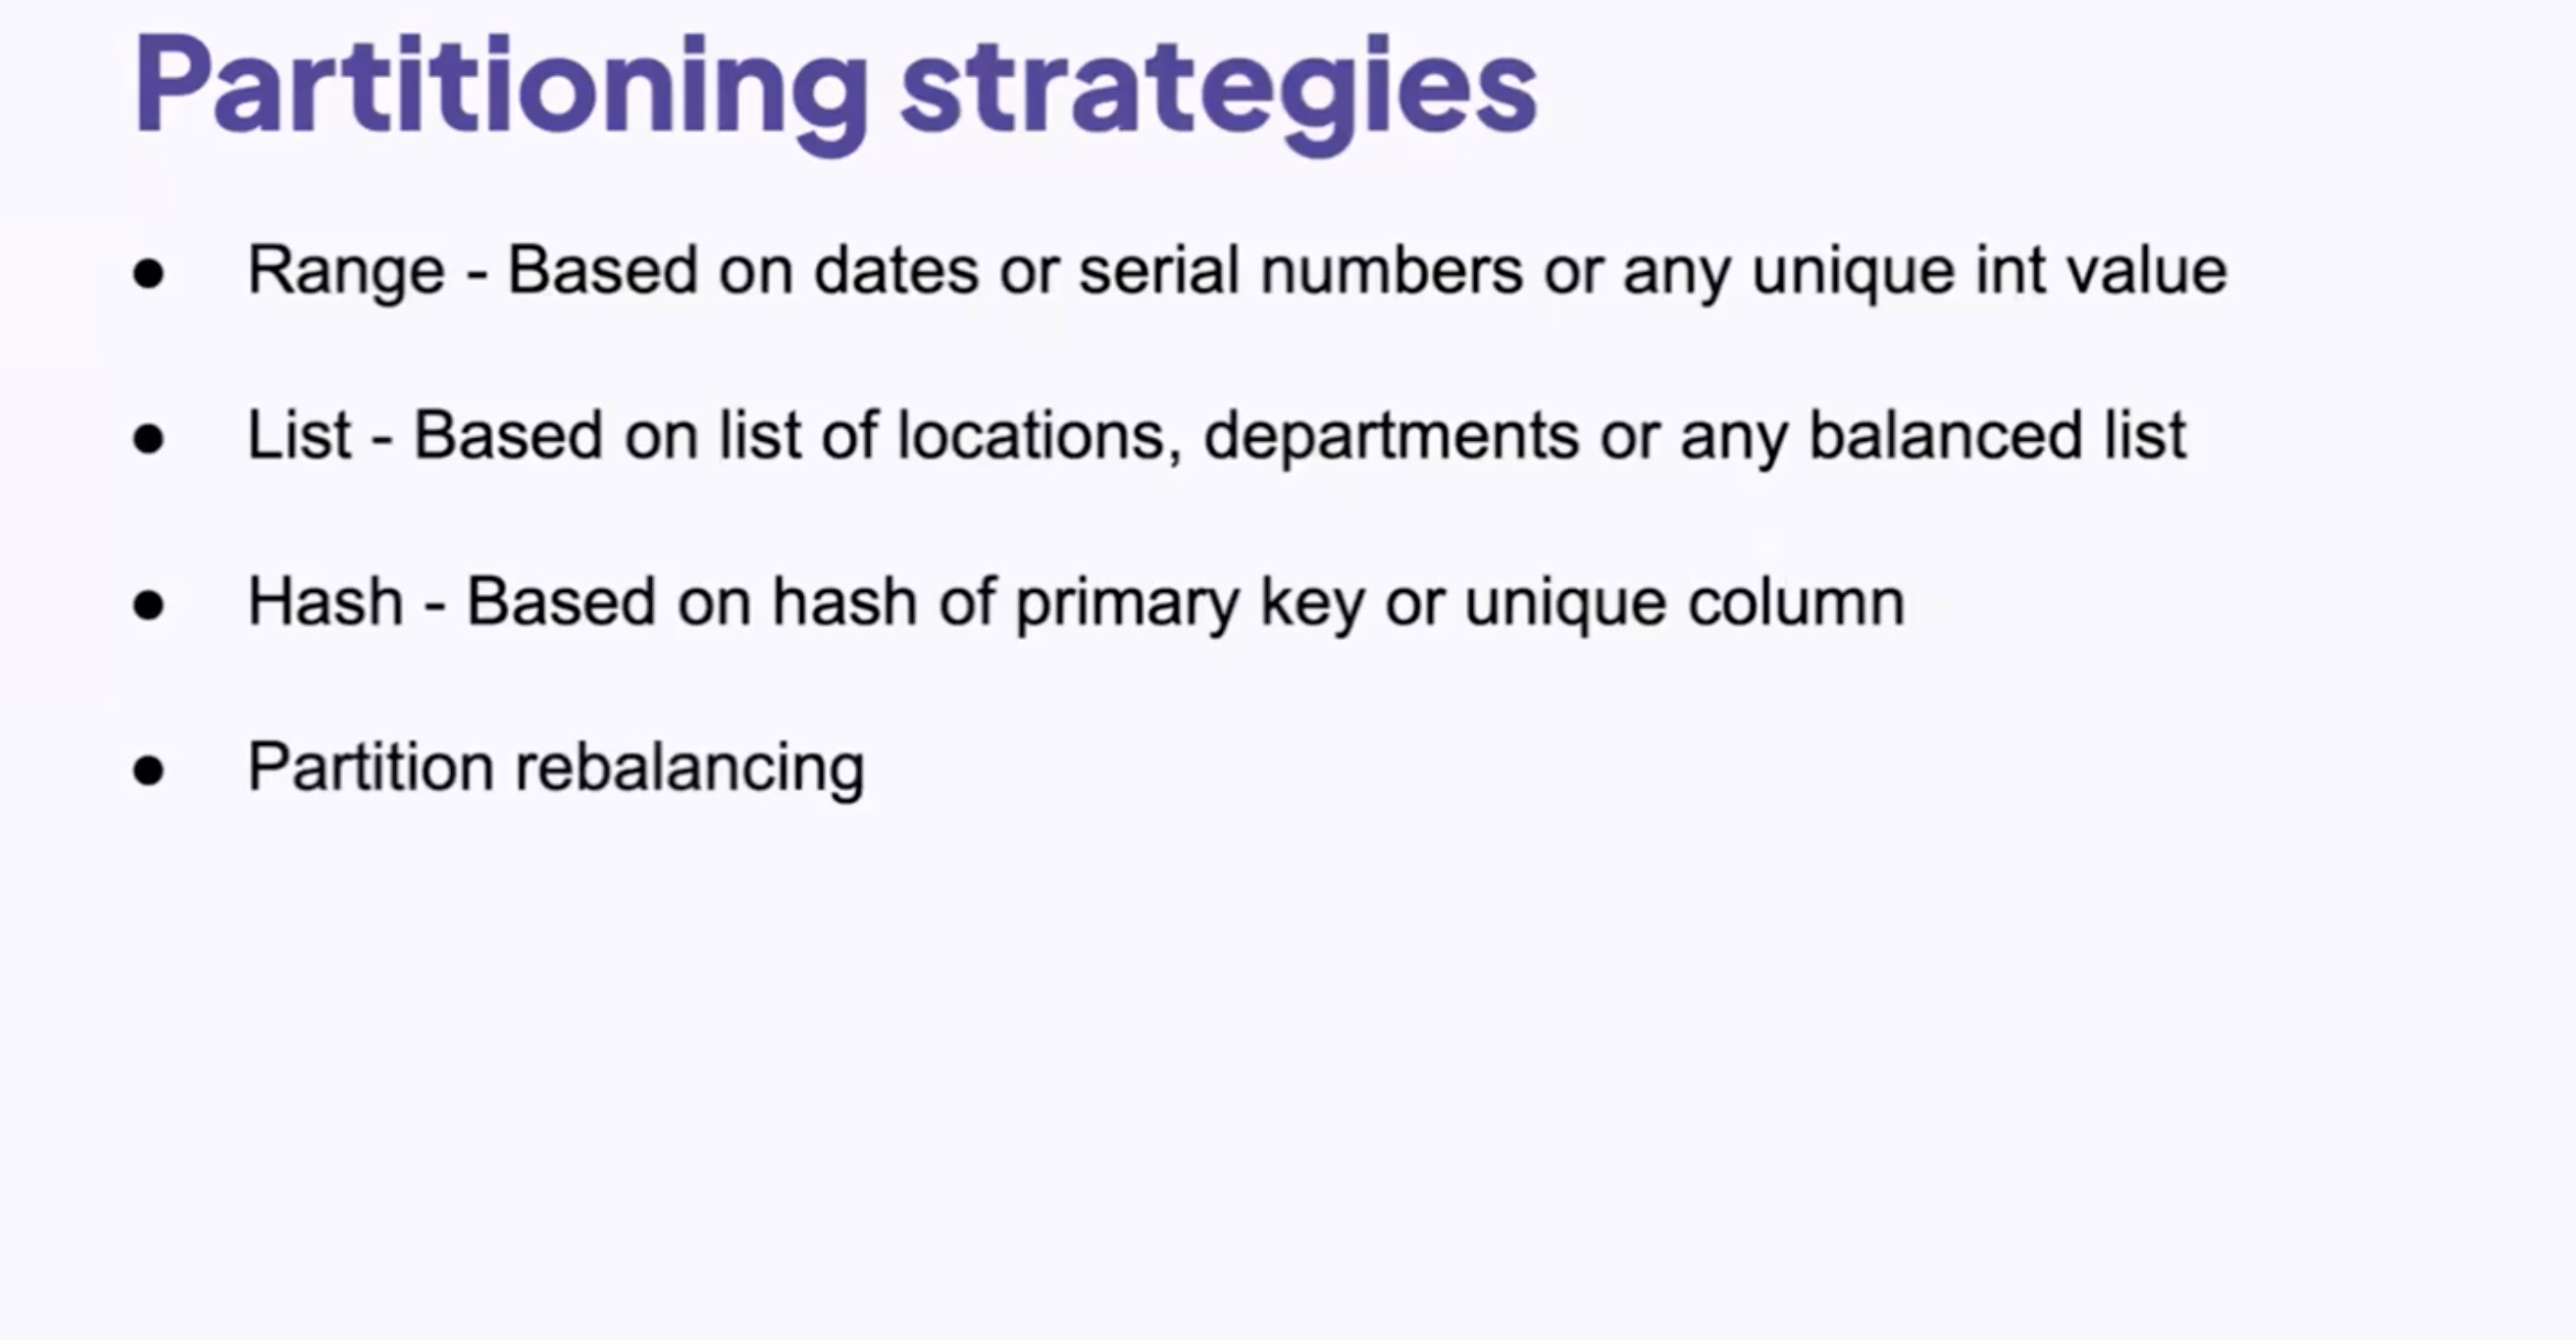 Partitioning strategies
● Range - Based on dates or serial numbers or any unique int value
● List - Based on list of locations, departments or any balanced list
● Hash - Based on hash of primary key or unique column
● Partition rebalancing